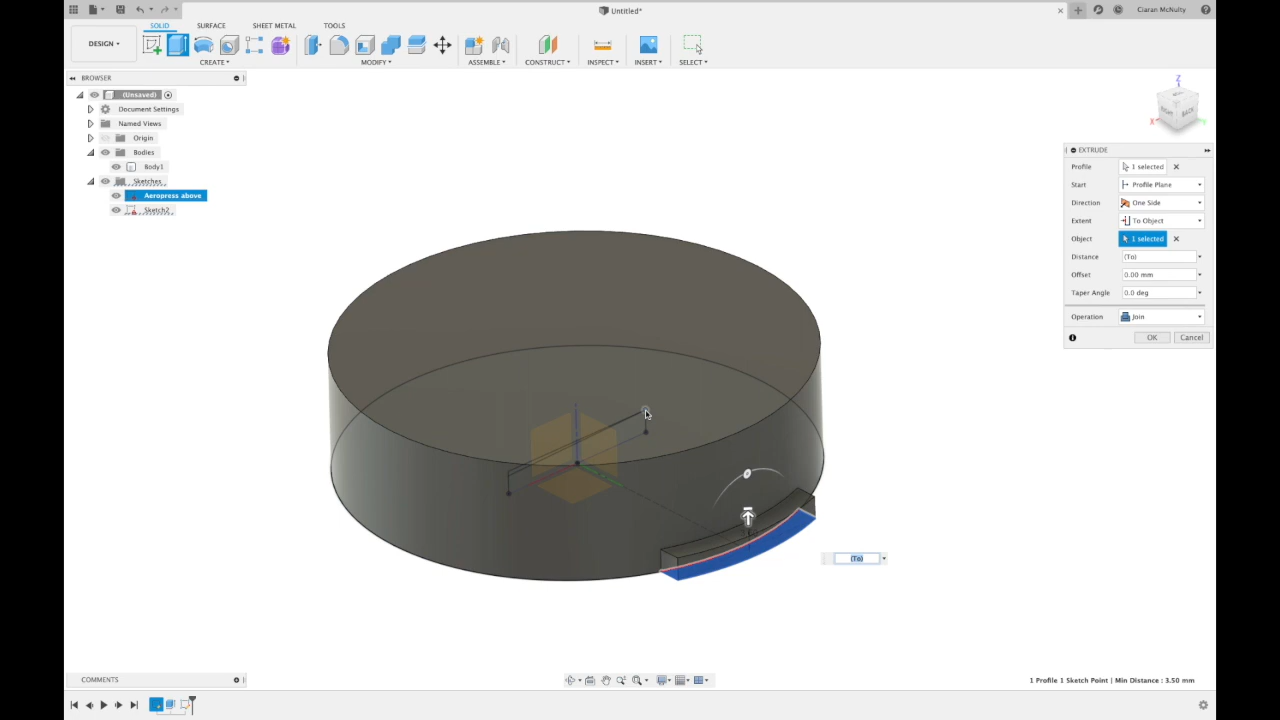 Untitled*
Ciaran McNulty
SOLID SURFACE SHEET METAL TOOLS
DESIGN
CREATE MODIFY ASSEMBLE CONSTRUCT INSPECT INSERT SELECT
BROWSER
(Unsaved)
Document Settings
Named Views
Origin
Bodies
Body1
Sketches
Aeropress above
Sketch2
Z
X
RIGHT BACK
EXTRUDE
Profile 1 selected
Start Profile Plane
Direction One Side
Extent To Object
Object 1 selected
Distance (To)
Offset 0.00 mm
Taper Angle 0.0 deg
Operation Join
OK Cancel
(To)
COMMENTS
1 Profile 1 Sketch Point | Min Distance : 3.50 mm